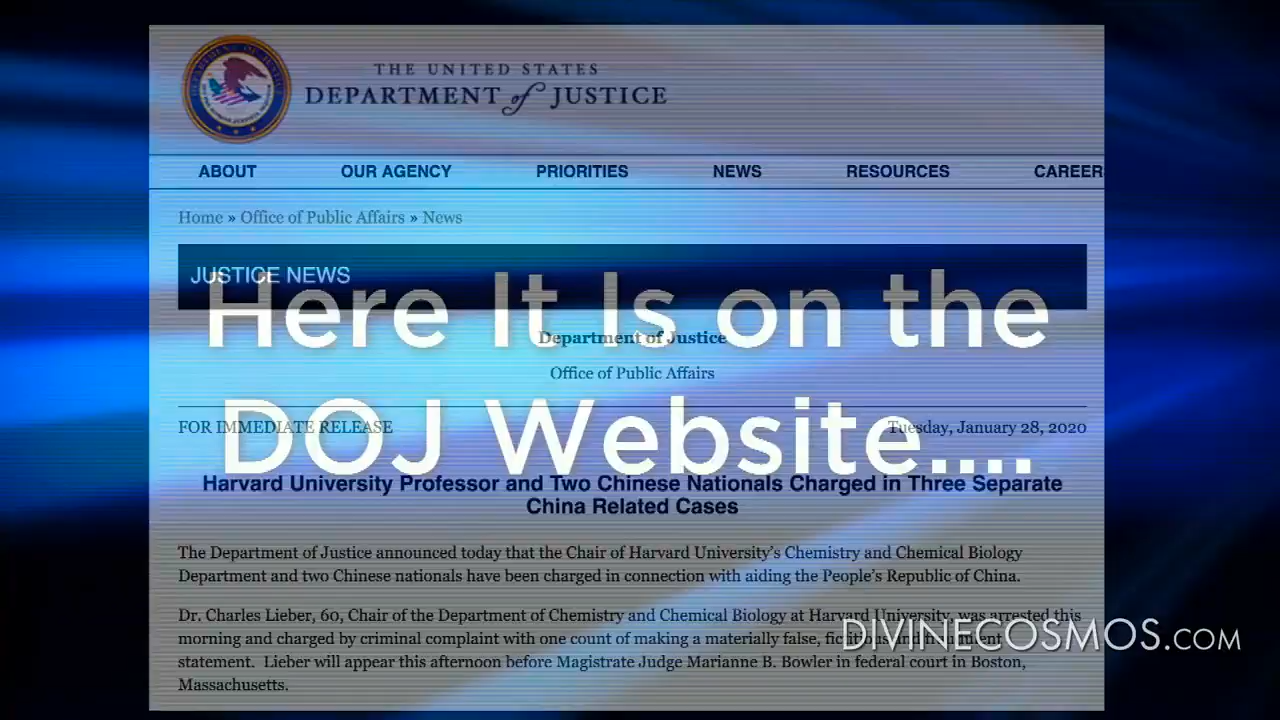 THE UNITED STATES
DEPARTMENT of JUSTICE
ABOUT OUR AGENCY PRIORITIES NEWS RESOURCES CAREER
Home » Office of Public Affairs » News
JUSTICE NEWS
Here It Is on the
Department of Justice
Office of Public Affairs
DOJ Website....
FOR IMMEDIATE RELEASE Tuesday, January 28, 2020
Harvard University Professor and Two Chinese Nationals Charged in Three Separate
China Related Cases
The Department of Justice announced today that the Chair of Harvard University's Chemistry and Chemical Biology
Department and two Chinese nationals have been charged in connection with aiding the People's Republic of China.
Dr. Charles Lieber, 60, Chair of the Department of Chemistry and Chemical Biology at Harvard University, was arrested this
morning and charged by criminal complaint with one count of making a materially false,
DIVINECOSMOS.COM
statement. Lieber will appear this afternoon before Magistrate Judge Marianne B. Bowler in federal court in Boston,
Massachusetts.